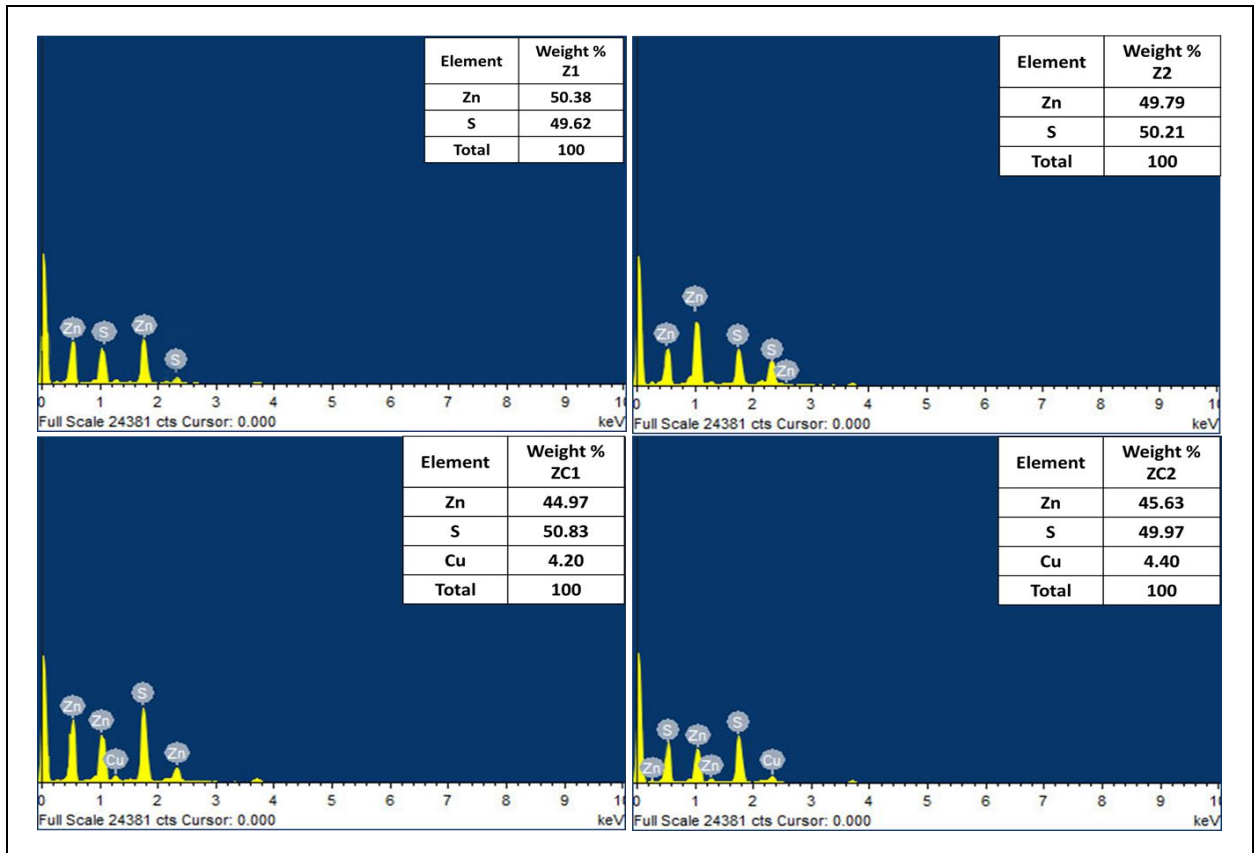 Element Weight %
Z1
Zn 50.38
S 49.62
Total 100
Zn S Zn S
0 1 2 3 4 5 6 7 8 9 1
Full Scale 24381 cts Cursor: 0.000 keV
Element Weight %
Z2
Zn 49.79
S 50.21
Total 100
Zn Zn S S Zn
0 1 2 3 4 5 6 7 8 9 1
Full Scale 24381 cts Cursor: 0.000 keV
Element Weight %
ZC1
Zn 44.97
S 50.83
Cu 4.20
Total 100
Zn Zn Cu S Zn
0 1 2 3 4 5 6 7 8 9 1
Full Scale 24381 cts Cursor: 0.000 keV
Element Weight %
ZC2
Zn 45.63
S 49.97
Cu 4.40
Total 100
Zn S Zn Zn S Cu
0 1 2 3 4 5 6 7 8 9 1
Full Scale 24381 cts Cursor: 0.000 keV